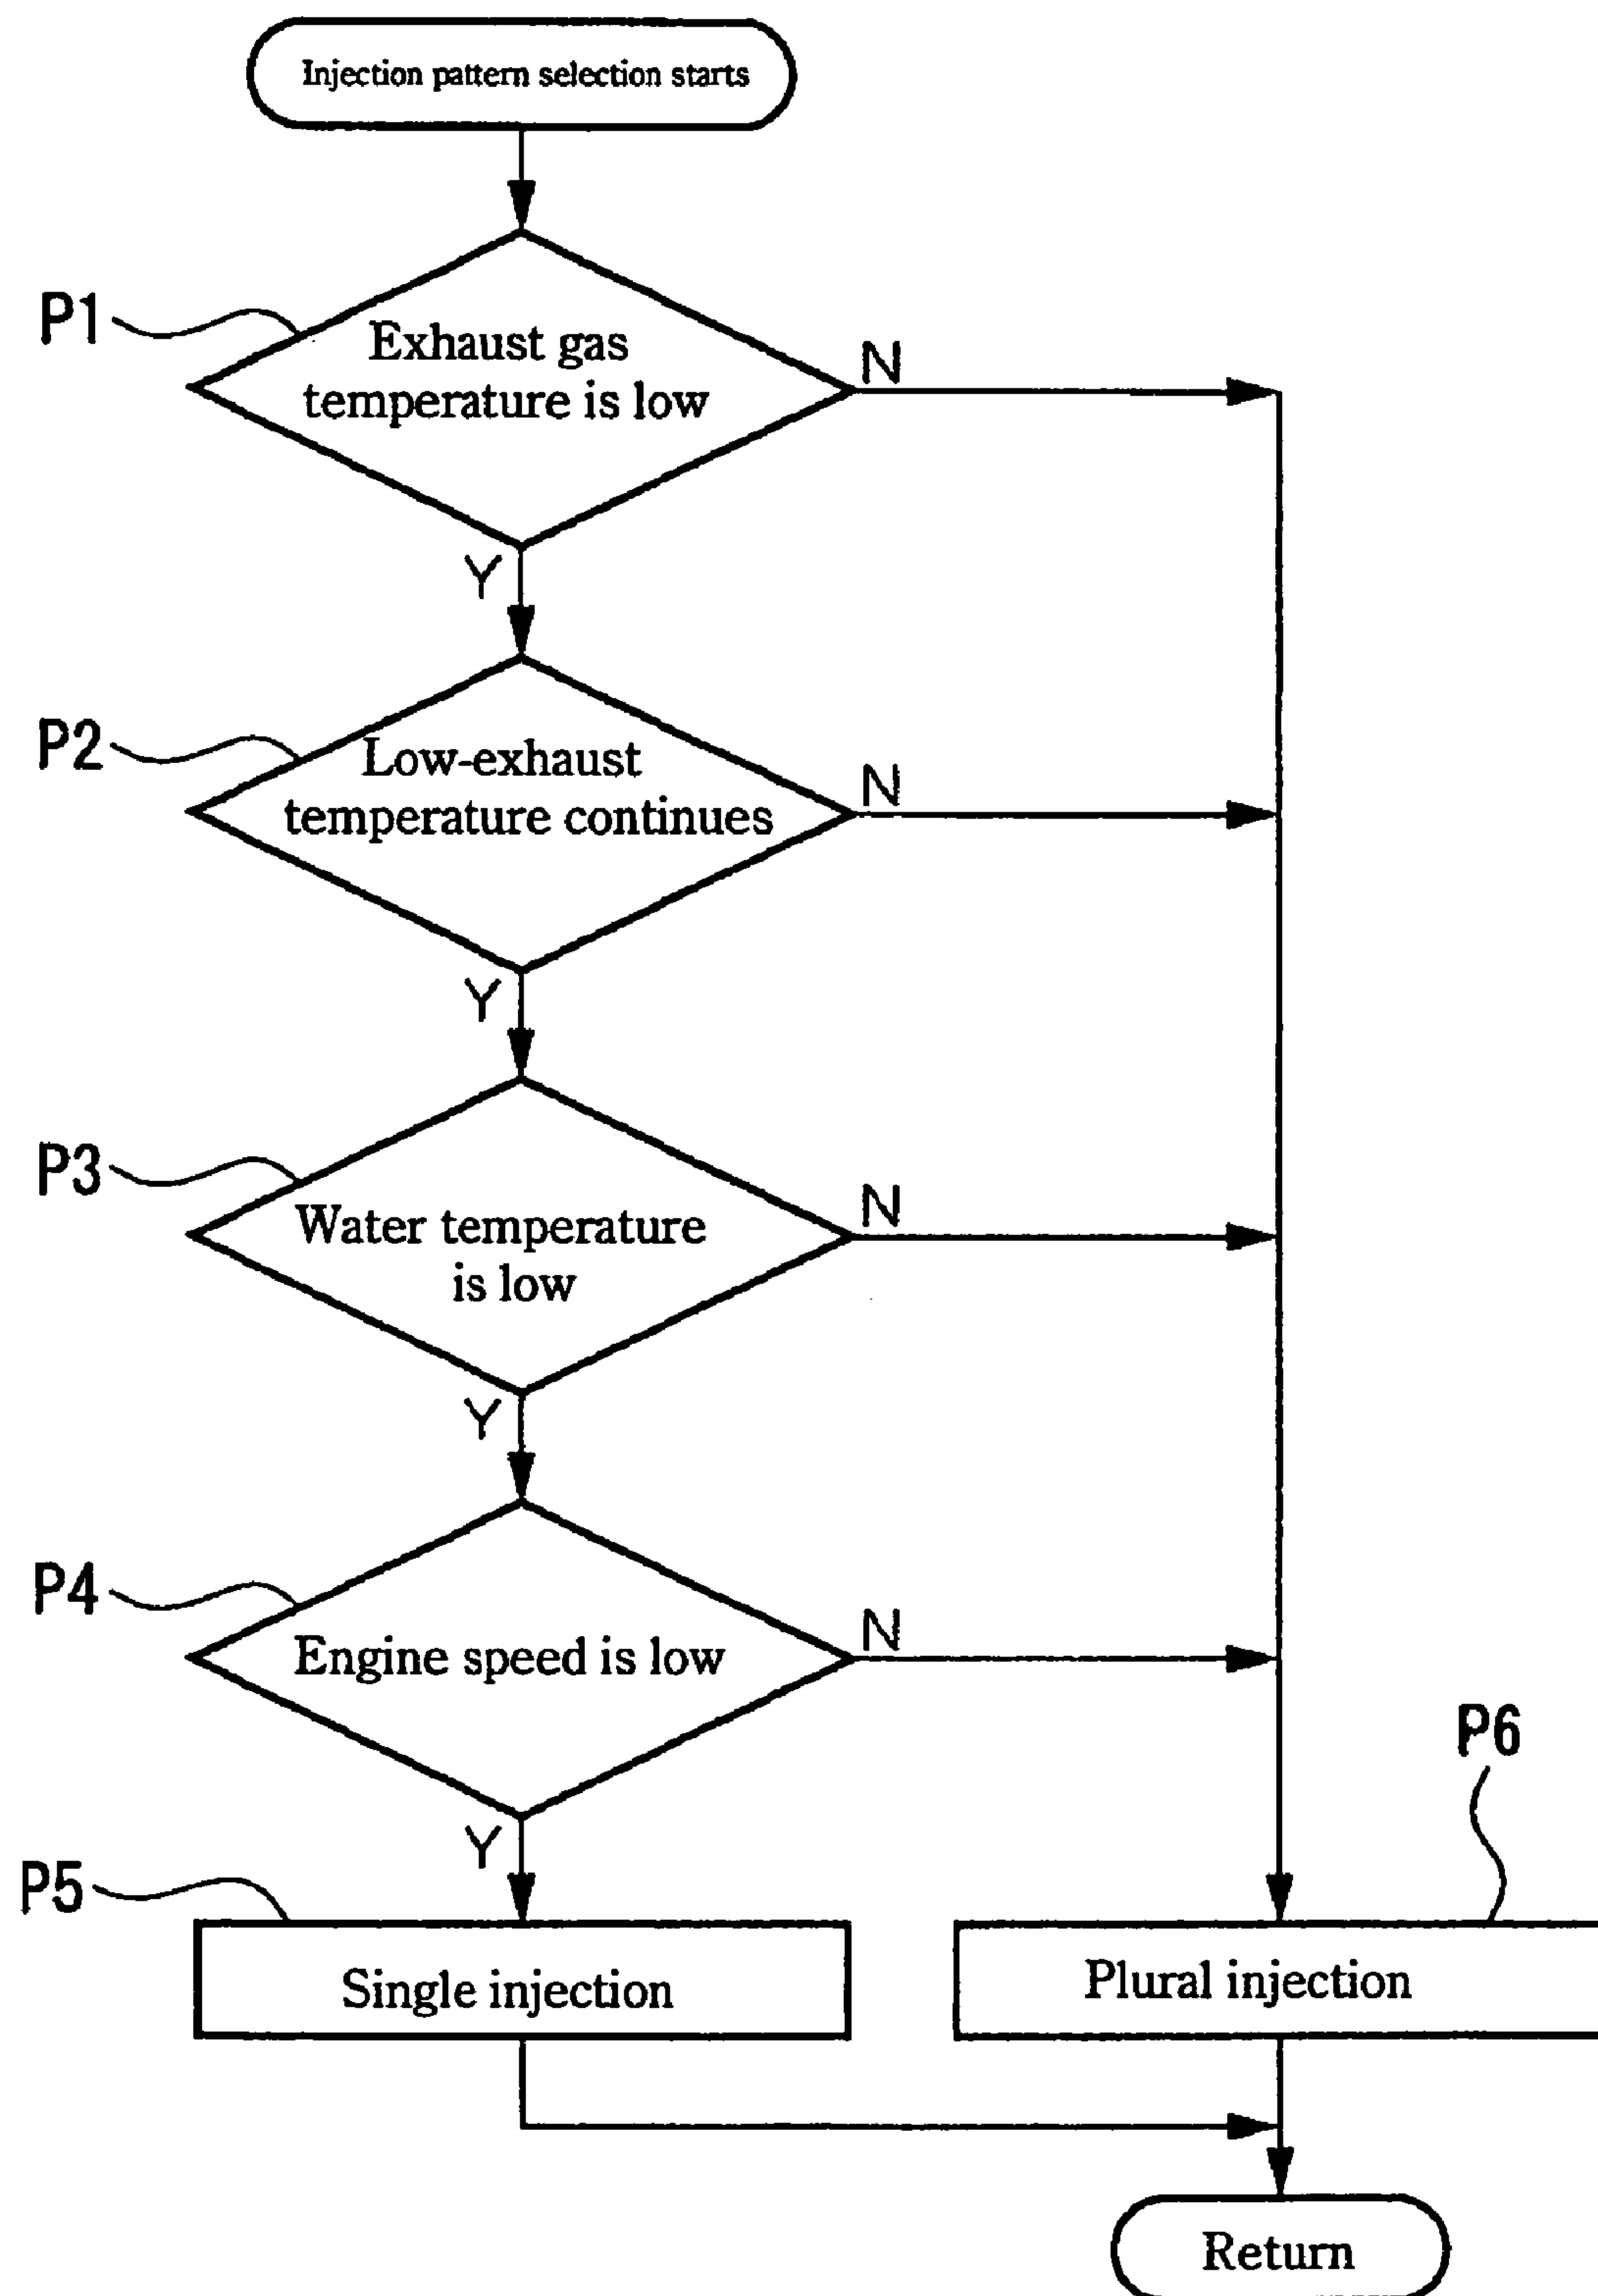 Injection pattern selection starts
P1
Exhaust gas
temperature is low
N
Y
P2
Low-exhaust
temperature continues
N
Y
P3
Water temperature
is low
N
Y
P4
Engine speed is low
N
Y
P5
Single injection
P6
Plural injection
Return